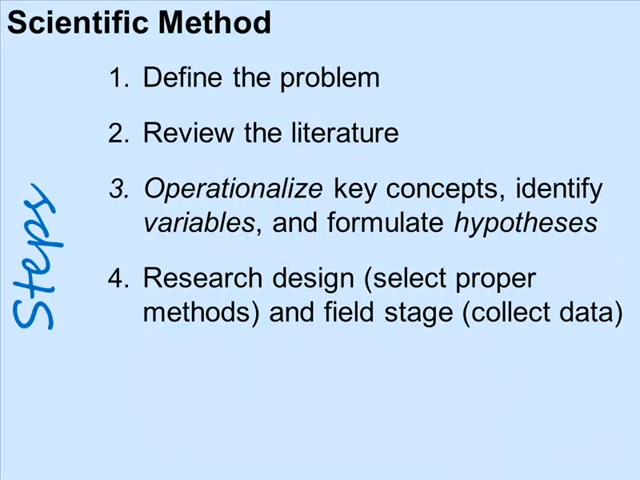 Scientific Method
1. Define the problem
2. Review the literature
3. Operationalize key concepts, identify
variables, and formulate hypotheses
4. Research design (select proper
methods) and field stage (collect data)
Steps